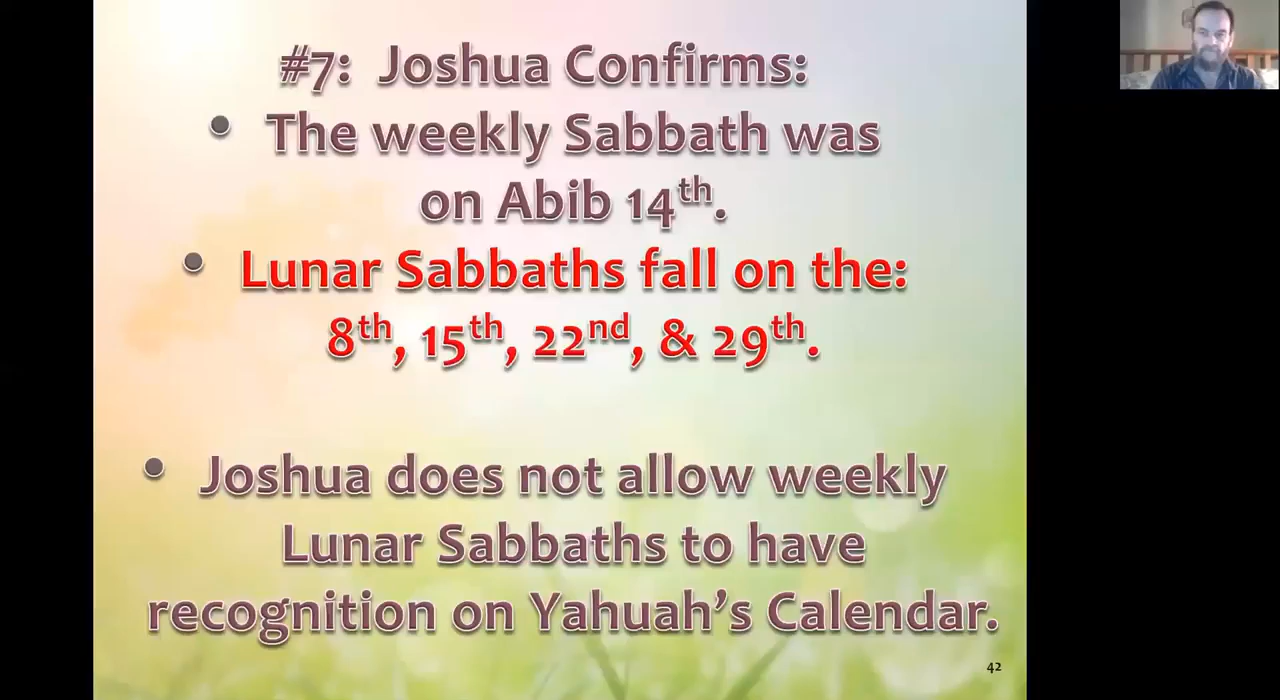 #7: Joshua Confirms:
• The weekly Sabbath was
on Abib 14th.
• Lunar Sabbaths fall on the:
8th, 15th, 22nd, & 29th.
• Joshua does not allow weekly
Lunar Sabbaths to have
recognition on Yahuah's Calendar.
42